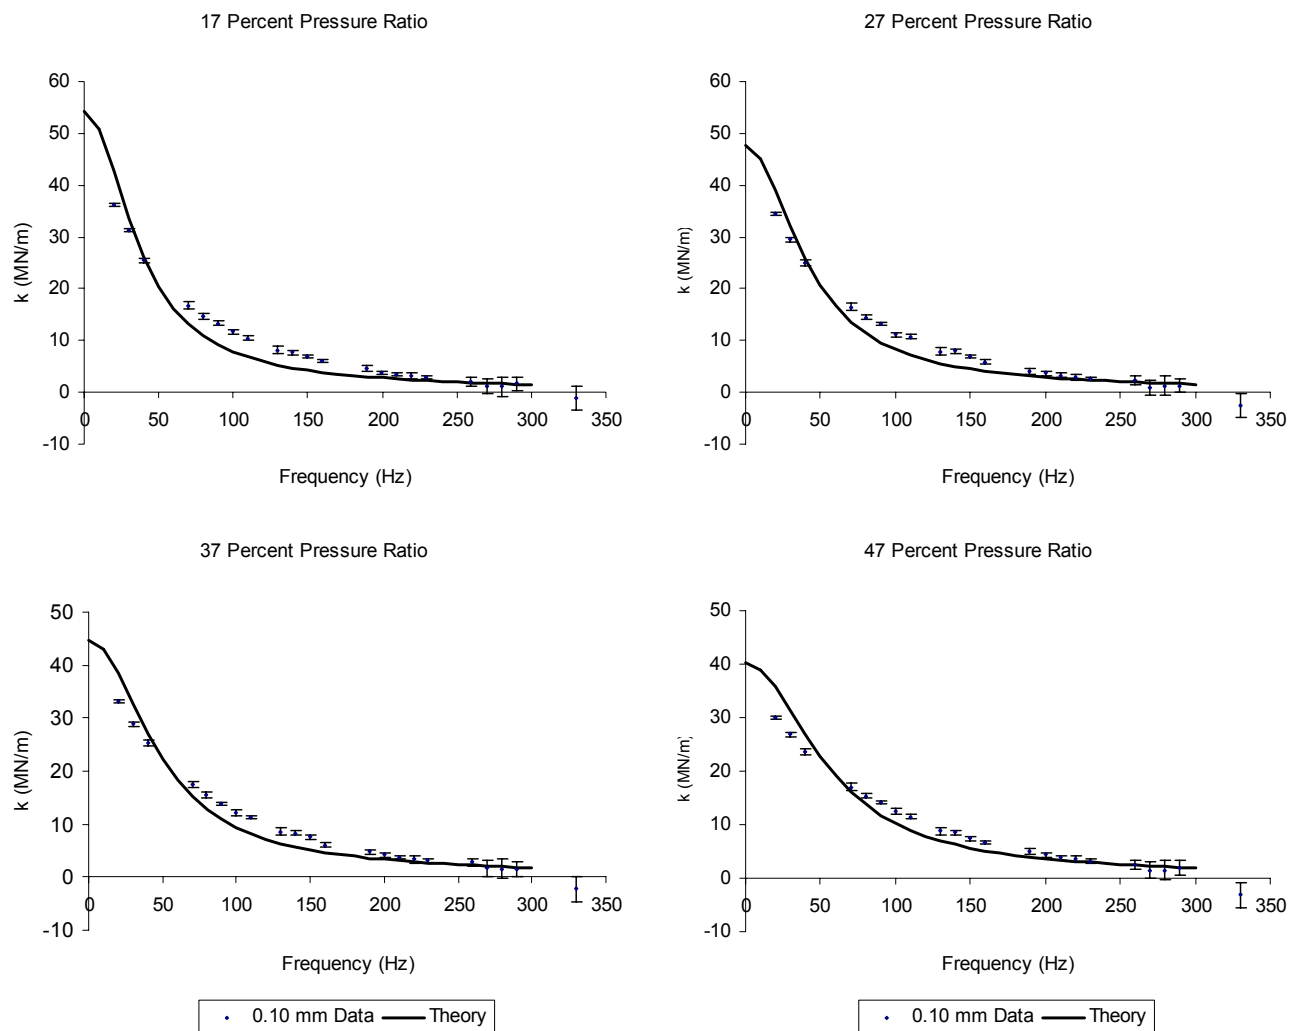 17 Percent Pressure Ratio
60
50
40
30
20
10
0
-10
k (MN/m)
0 50 100 150 200 250 300 350
Frequency (Hz)
27 Percent Pressure Ratio
60
50
40
30
20
10
0
-10
k (MN/m)
0 50 100 150 200 250 300 350
Frequency (Hz)
37 Percent Pressure Ratio
50
40
30
20
10
0
-10
k (MN/m)
0 50 100 150 200 250 300 350
Frequency (Hz)
0.10 mm Data Theory
47 Percent Pressure Ratio
50
40
30
20
10
0
-10
k (MN/m)
0 50 100 150 200 250 300 350
Frequency (Hz)
0.10 mm Data Theory